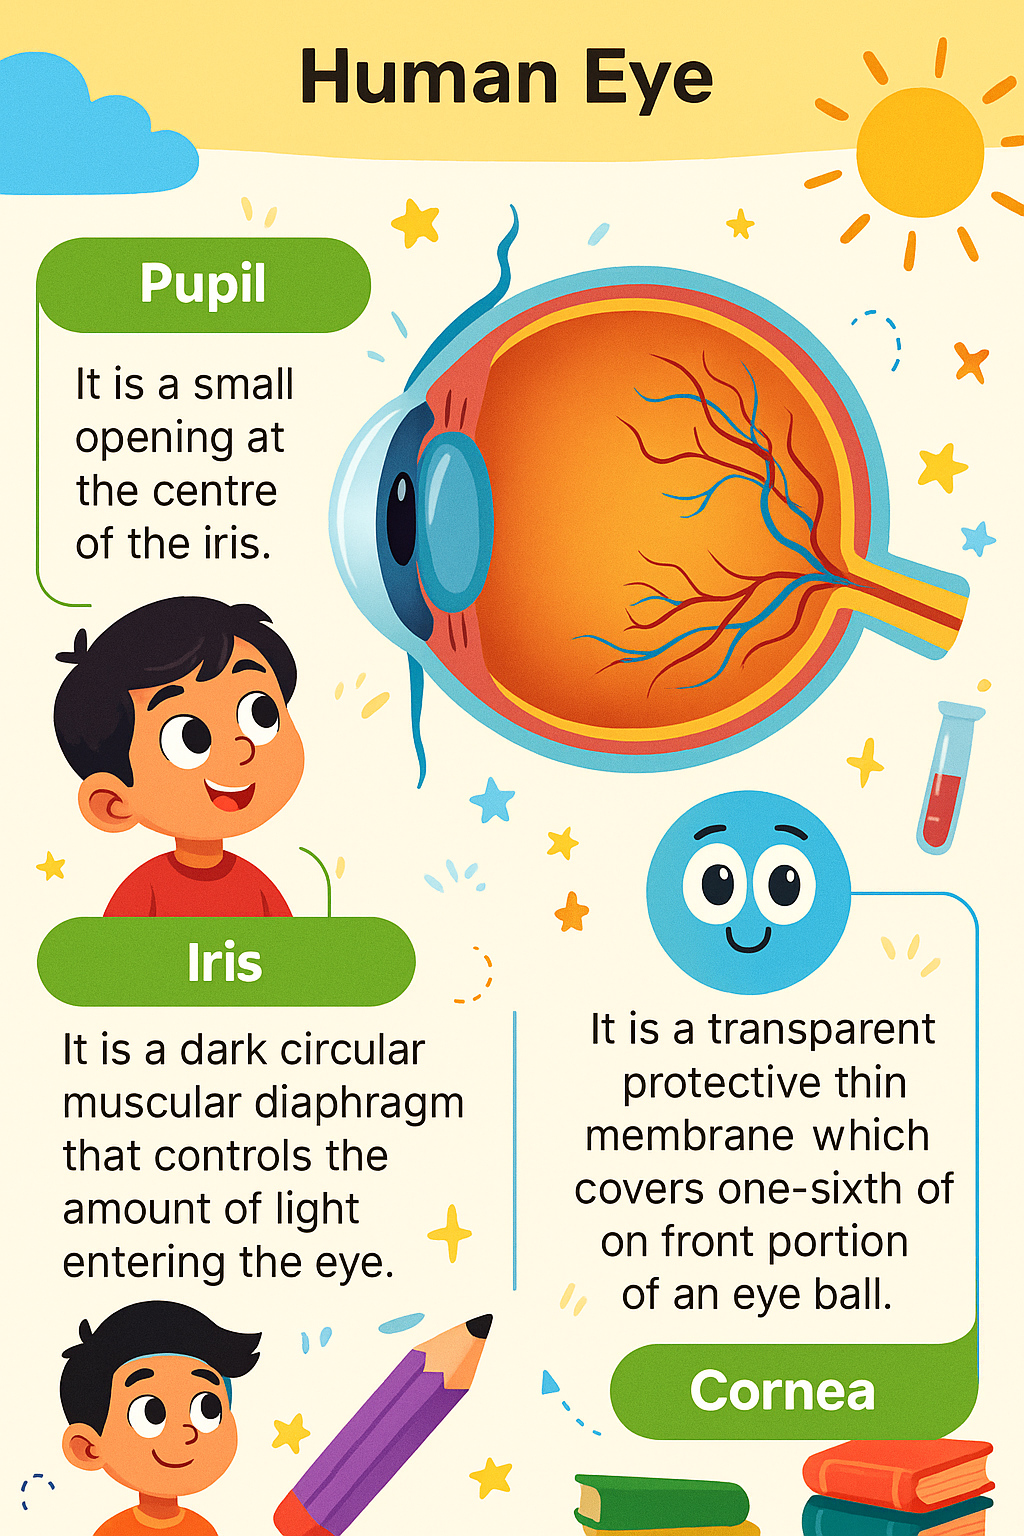 Human Eye
Pupil
It is a small
opening at
the centre
of the iris.
Iris
It is a dark circular
muscular diaphragm
that controls the
amount of light
entering the eye.
It is a transparent
protective thin
membrane which
covers one-sixth of
on front portion
of an eye ball.
Cornea